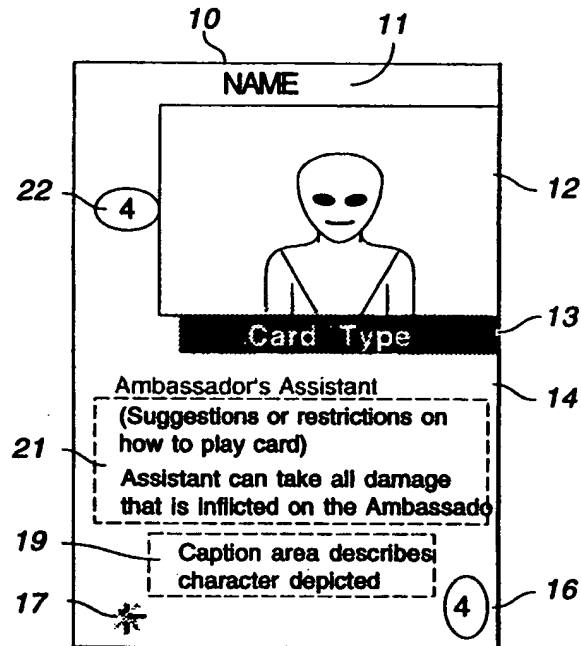 10
11
NAME
22
4
12
Card Type
13
Ambassador's Assistant
14
(Suggestions or restrictions on
how to play card)
21
Assistant can take all damage
that is inflicted on the Ambassado
19
Caption area describes
character depicted
17
4
16